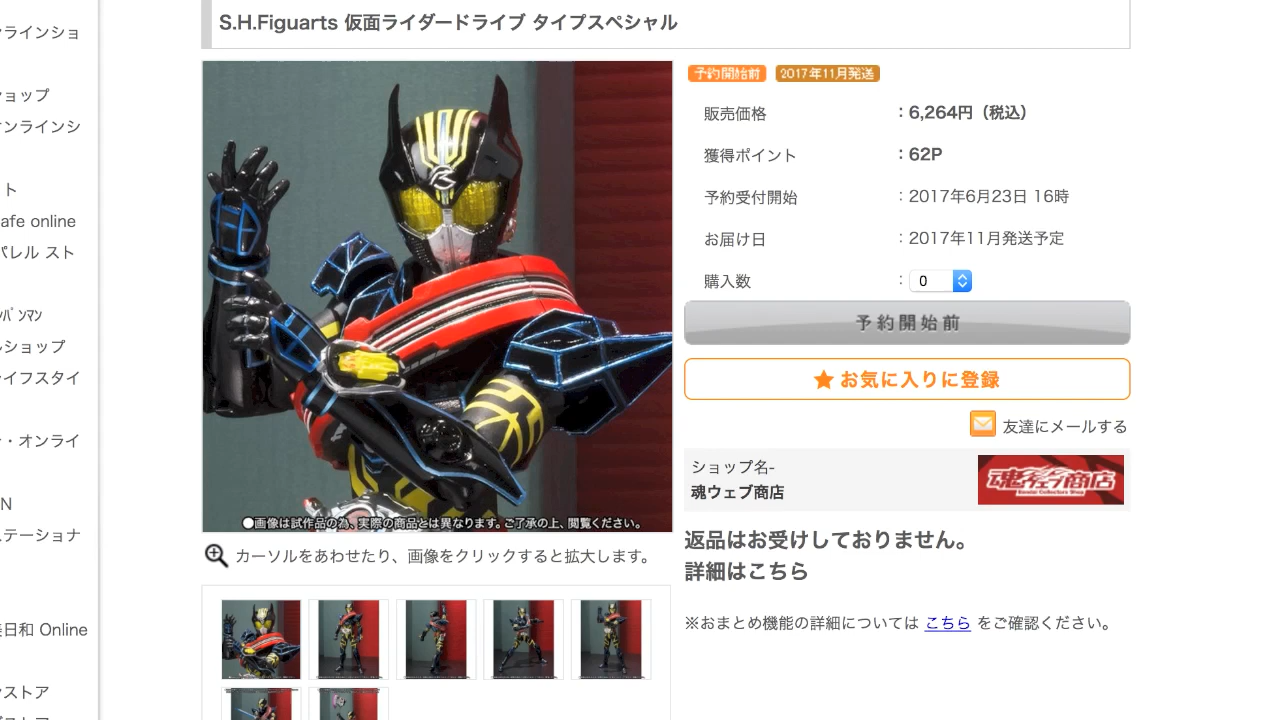 ンラインショ
ショップ
オンラインシ
ット
afe online
パレル スト
ンパンマン
ルショップ
ライフスタイ
・オンライ
N
ステーショナ
美日和 Online
ンストア
S.H.Figuarts 仮面ライダードライブ タイプスペシャル
●画像は試作品の為、実際の商品とは異なります。ご了承の上、閲覧ください。
カーソルをあわせたり、画像をクリックすると拡大します。
予約開始前 2017年11月発送
販売価格 : 6,264円（税込）
獲得ポイント : 62P
予約受付開始 : 2017年6月23日 16時
お届け日 : 2017年11月発送予定
購入数 : 0
予約開始前
★ お気に入りに登録
友達にメールする
ショップ名-
魂ウェブ商店
魂ウェブ商店
返品はお受けしておりません。
詳細はこちら
※おまとめ機能の詳細については こちら をご確認ください。